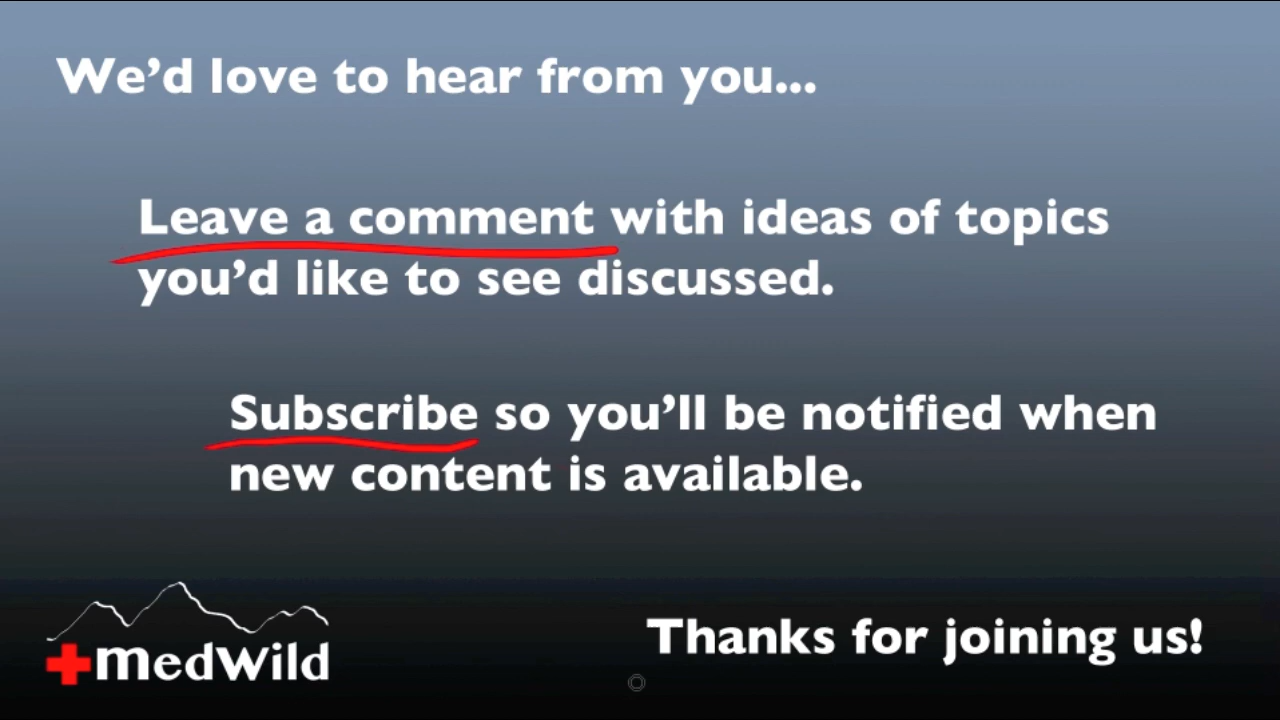 We’d love to hear from you...
Leave a comment with ideas of topics
you’d like to see discussed.
Subscribe so you’ll be notified when
new content is available.
medWild
Thanks for joining us!